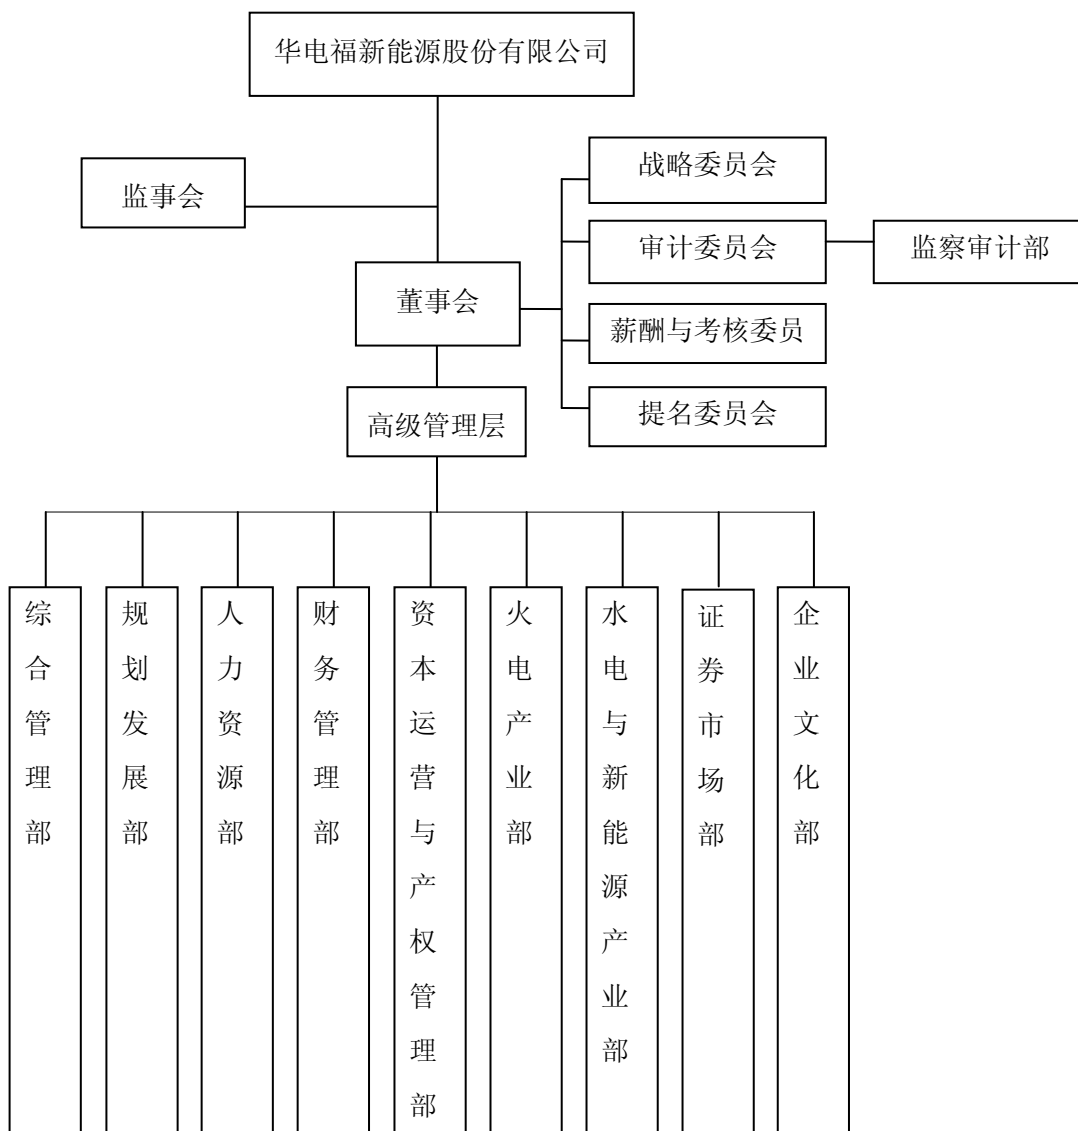 华电福新能源股份有限公司
监事会
战略委员会
审计委员会
监察审计部
董事会
薪酬与考核委员
提名委员会
高级管理层
综合管理部
规划发展部
人力资源部
财务管理部
资本运营与产权管理部
火电产业部
水电与新能源产业部
证券市场部
企业文化部